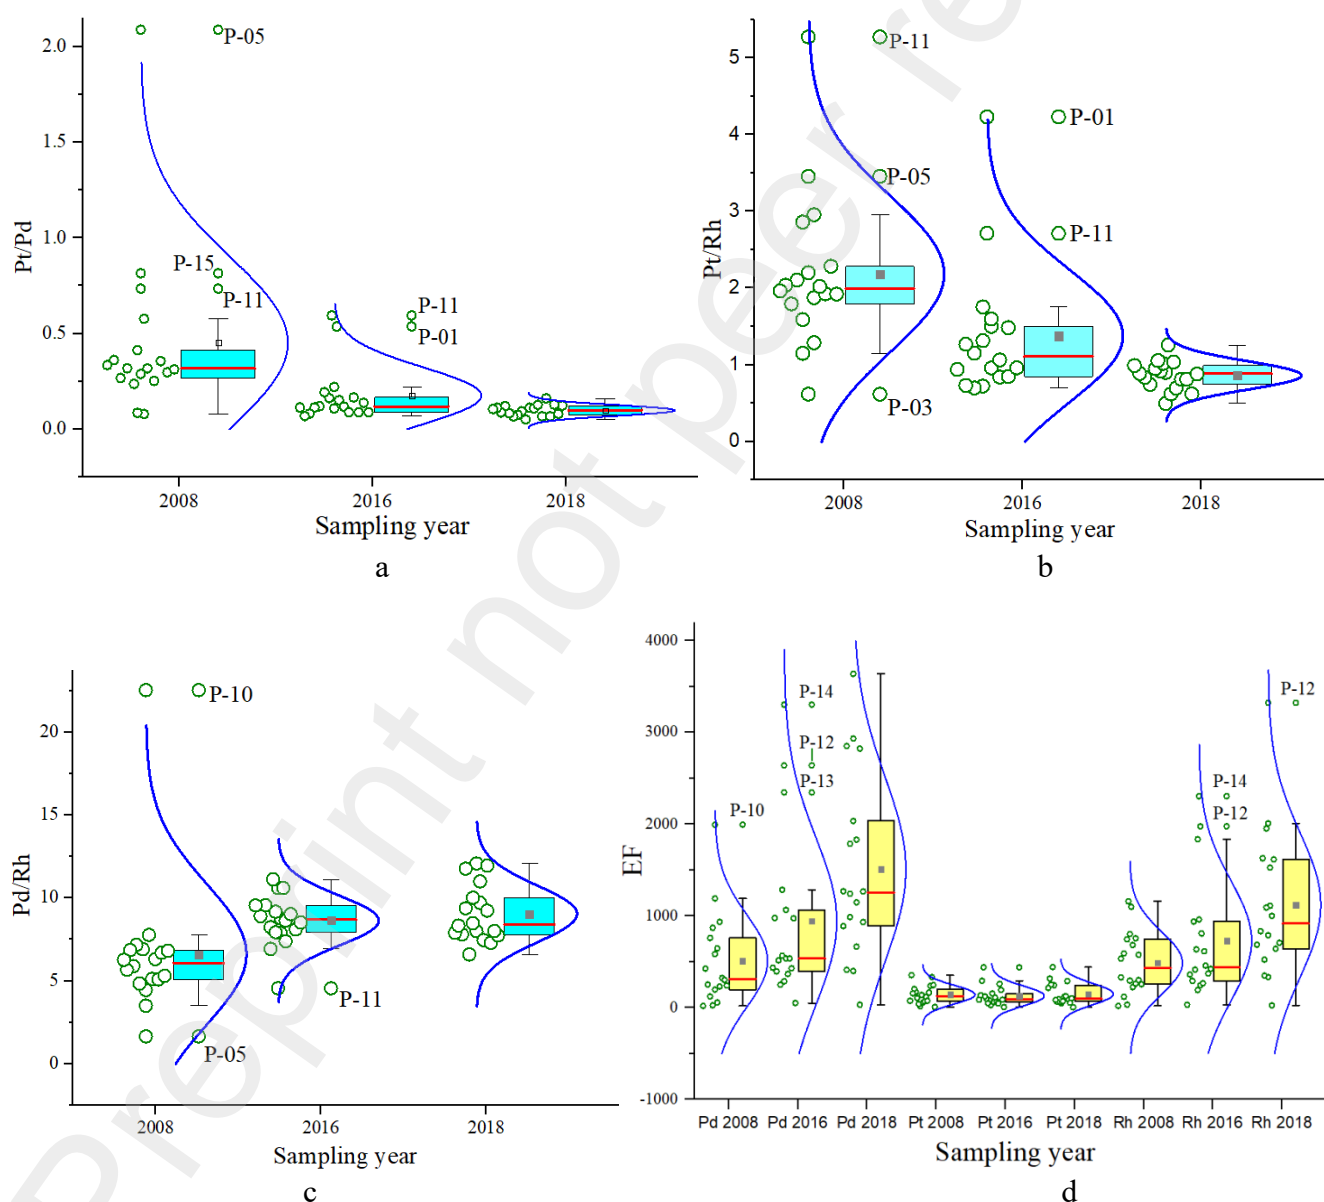 2.0
1.5
1.0
0.5
0.0
Pt/Pd
P-05
P-15
P-11
P-11
P-01
2008
2016
2018
Sampling year
a
5
4
3
2
1
0
Pt/Rh
P-11
P-05
P-03
P-01
P-11
2008
2016
2018
Sampling year
b
20
15
10
5
0
Pd/Rh
P-10
P-05
P-11
2008
2016
2018
Sampling year
c
4000
3000
2000
1000
0
-1000
EF
P-10
P-14
P-12
P-13
P-14
P-12
P-12
Pd 2008 Pd 2016 Pd 2018 Pt 2008 Pt 2016 Pt 2018 Rh 2008 Rh 2016 Rh 2018
Sampling year
d
Preprint not peer re